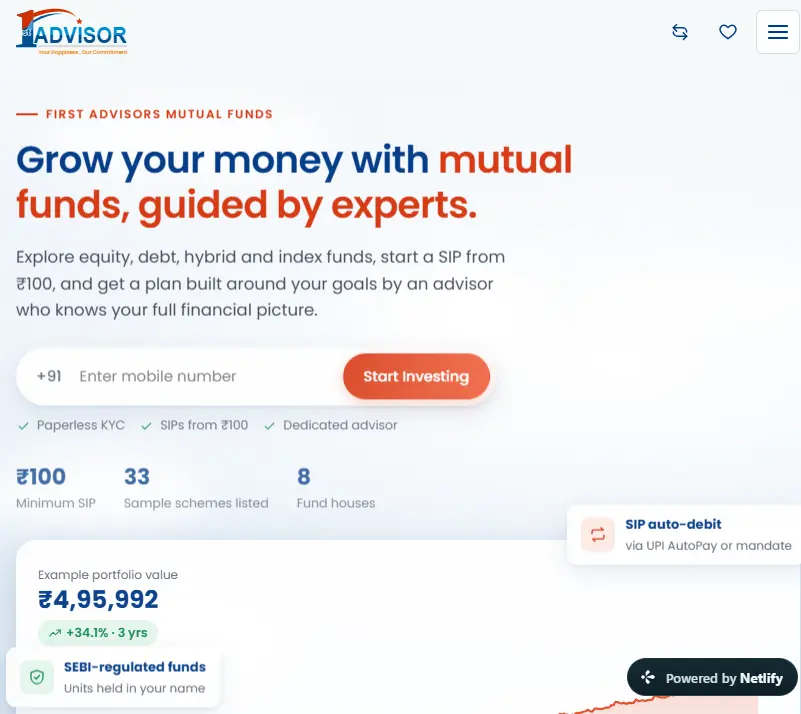 1st ADVISOR
Your Happiness , Our Commitment
FIRST ADVISORS MUTUAL FUNDS
Grow your money with mutual
funds, guided by experts.
Explore equity, debt, hybrid and index funds, start a SIP from
₹100, and get a plan built around your goals by an advisor
who knows your full financial picture.
+91 Enter mobile number Start Investing
Paperless KYC SIPs from ₹100 Dedicated advisor
₹100 33 8
Minimum SIP Sample schemes listed Fund houses
SIP auto-debit
via UPI AutoPay or mandate
Example portfolio value
₹4,95,992
+34.1% · 3 yrs
SEBI-regulated funds
Units held in your name
Powered by Netlify